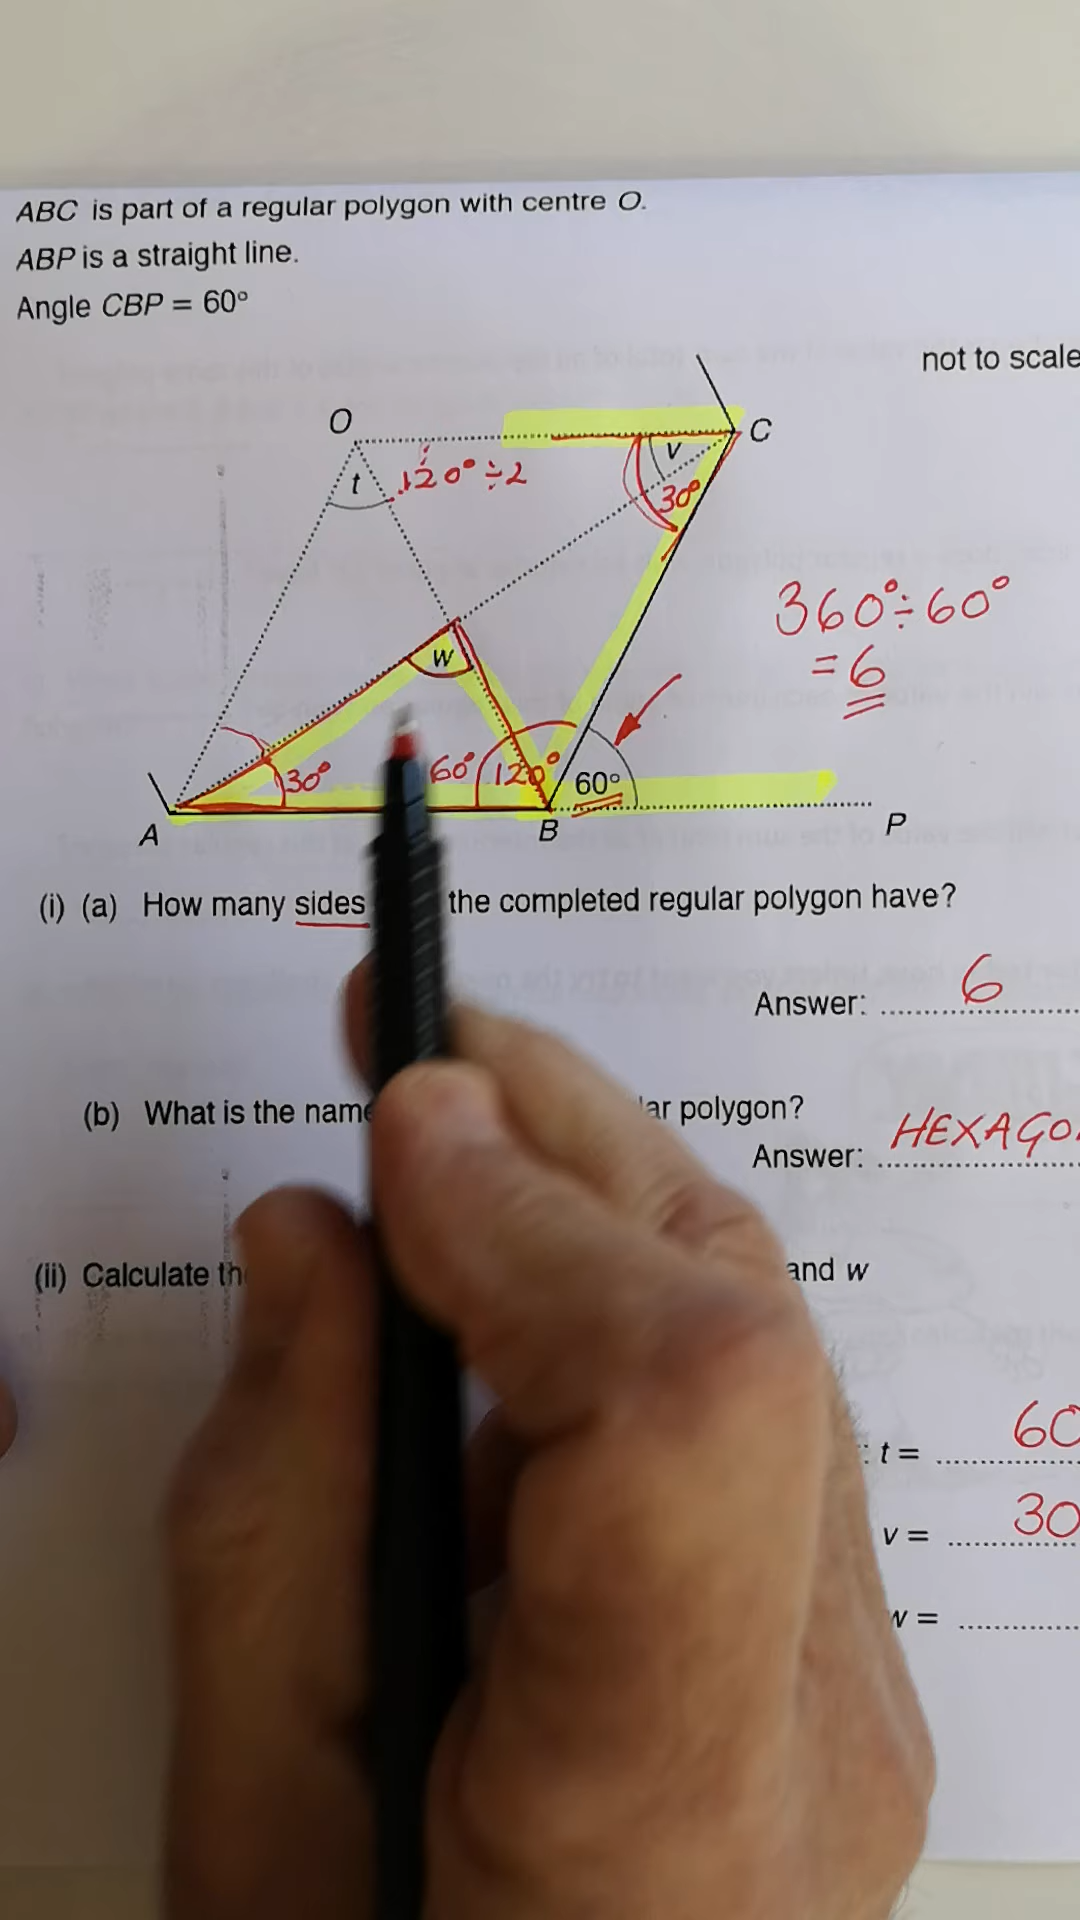 ABC is part of a regular polygon with centre O.
ABP is a straight line.
Angle CBP = 60°
not to scale
O
C
t
120° ÷ 2
v
30°
360° ÷ 60°
= 6
w
30°
60°
120°
60°
A
B
P
(i) (a) How many sides the completed regular polygon have?
Answer: 6
(b) What is the name polygon?
Answer: HEXAGO
(ii) Calculate and w
t = 60
v = 30
w =